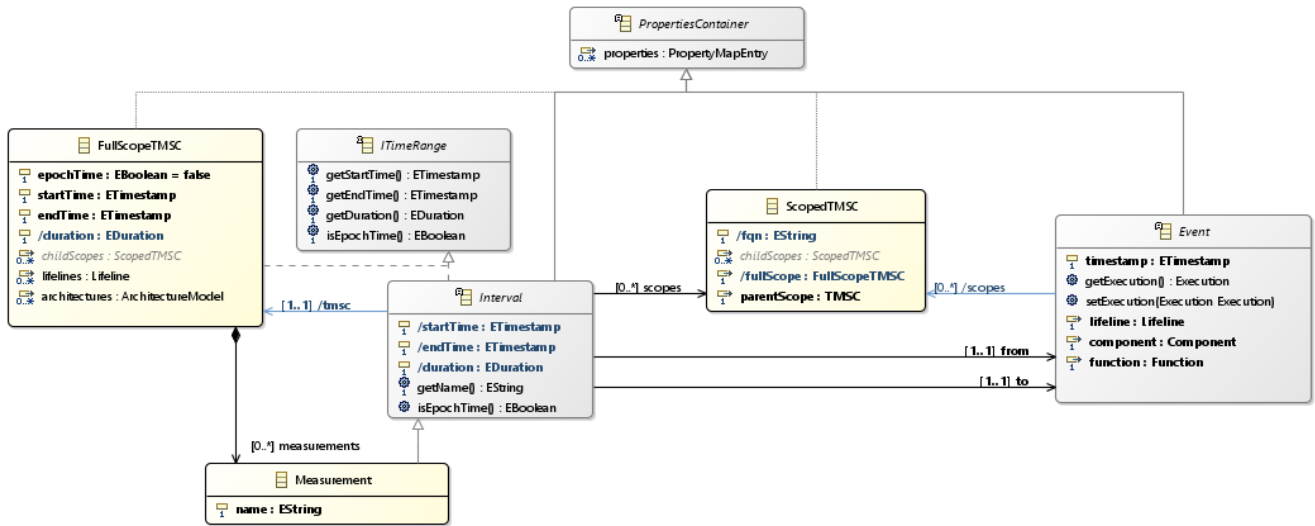 PropertiesContainer
properties : PropertyMapEntry
0..*
FullScopeTMSC
epochTime : EBoolean = false
1
startTime : ETimestamp
1
endTime : ETimestamp
1
/duration : EDuration
1
childScopes : ScopedTMSC
0..*
lifelines : Lifeline
0..*
architectures : ArchitectureModel
0..*
ITimeRange
getStartTime() : ETimestamp
1
getEndTime() : ETimestamp
1
getDuration() : EDuration
1
isEpochTime() : EBoolean
1
ScopedTMSC
/fqn : EString
1
childScopes : ScopedTMSC
0..*
/fullScope : FullScopeTMSC
1
parentScope : TMSC
1
Event
timestamp : ETimestamp
1
getExecution() : Execution
setExecution(Execution Execution)
lifeline : Lifeline
1
component : Component
1
function : Function
1
[0..*] scopes
[0..*] /scopes
[1..1] /tmsc
Interval
/startTime : ETimestamp
1
/endTime : ETimestamp
1
/duration : EDuration
1
getName() : EString
1
isEpochTime() : EBoolean
[1..1] from
[1..1] to
[0..*] measurements
Measurement
name : EString
1